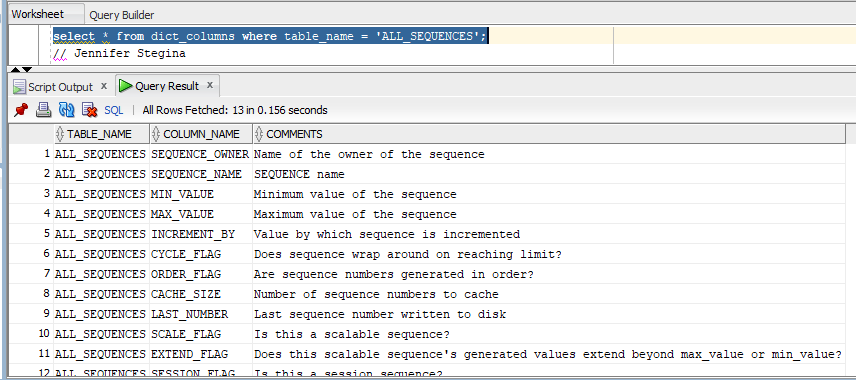 Worksheet Query Builder
select * from dict_columns where table_name = 'ALL_SEQUENCES';
// Jennifer Stegina
Script Output x Query Result x
SQL | All Rows Fetched: 13 in 0.156 seconds
TABLE_NAME COLUMN_NAME COMMENTS
1 ALL_SEQUENCES SEQUENCE_OWNER Name of the owner of the sequence
2 ALL_SEQUENCES SEQUENCE_NAME SEQUENCE name
3 ALL_SEQUENCES MIN_VALUE Minimum value of the sequence
4 ALL_SEQUENCES MAX_VALUE Maximum value of the sequence
5 ALL_SEQUENCES INCREMENT_BY Value by which sequence is incremented
6 ALL_SEQUENCES CYCLE_FLAG Does sequence wrap around on reaching limit?
7 ALL_SEQUENCES ORDER_FLAG Are sequence numbers generated in order?
8 ALL_SEQUENCES CACHE_SIZE Number of sequence numbers to cache
9 ALL_SEQUENCES LAST_NUMBER Last sequence number written to disk
10 ALL_SEQUENCES SCALE_FLAG Is this a scalable sequence?
11 ALL_SEQUENCES EXTEND_FLAG Does this scalable sequence's generated values extend beyond max_value or min_value?
12 ALL_SEQUENCES SESSION_FLAG Is this a session sequence?